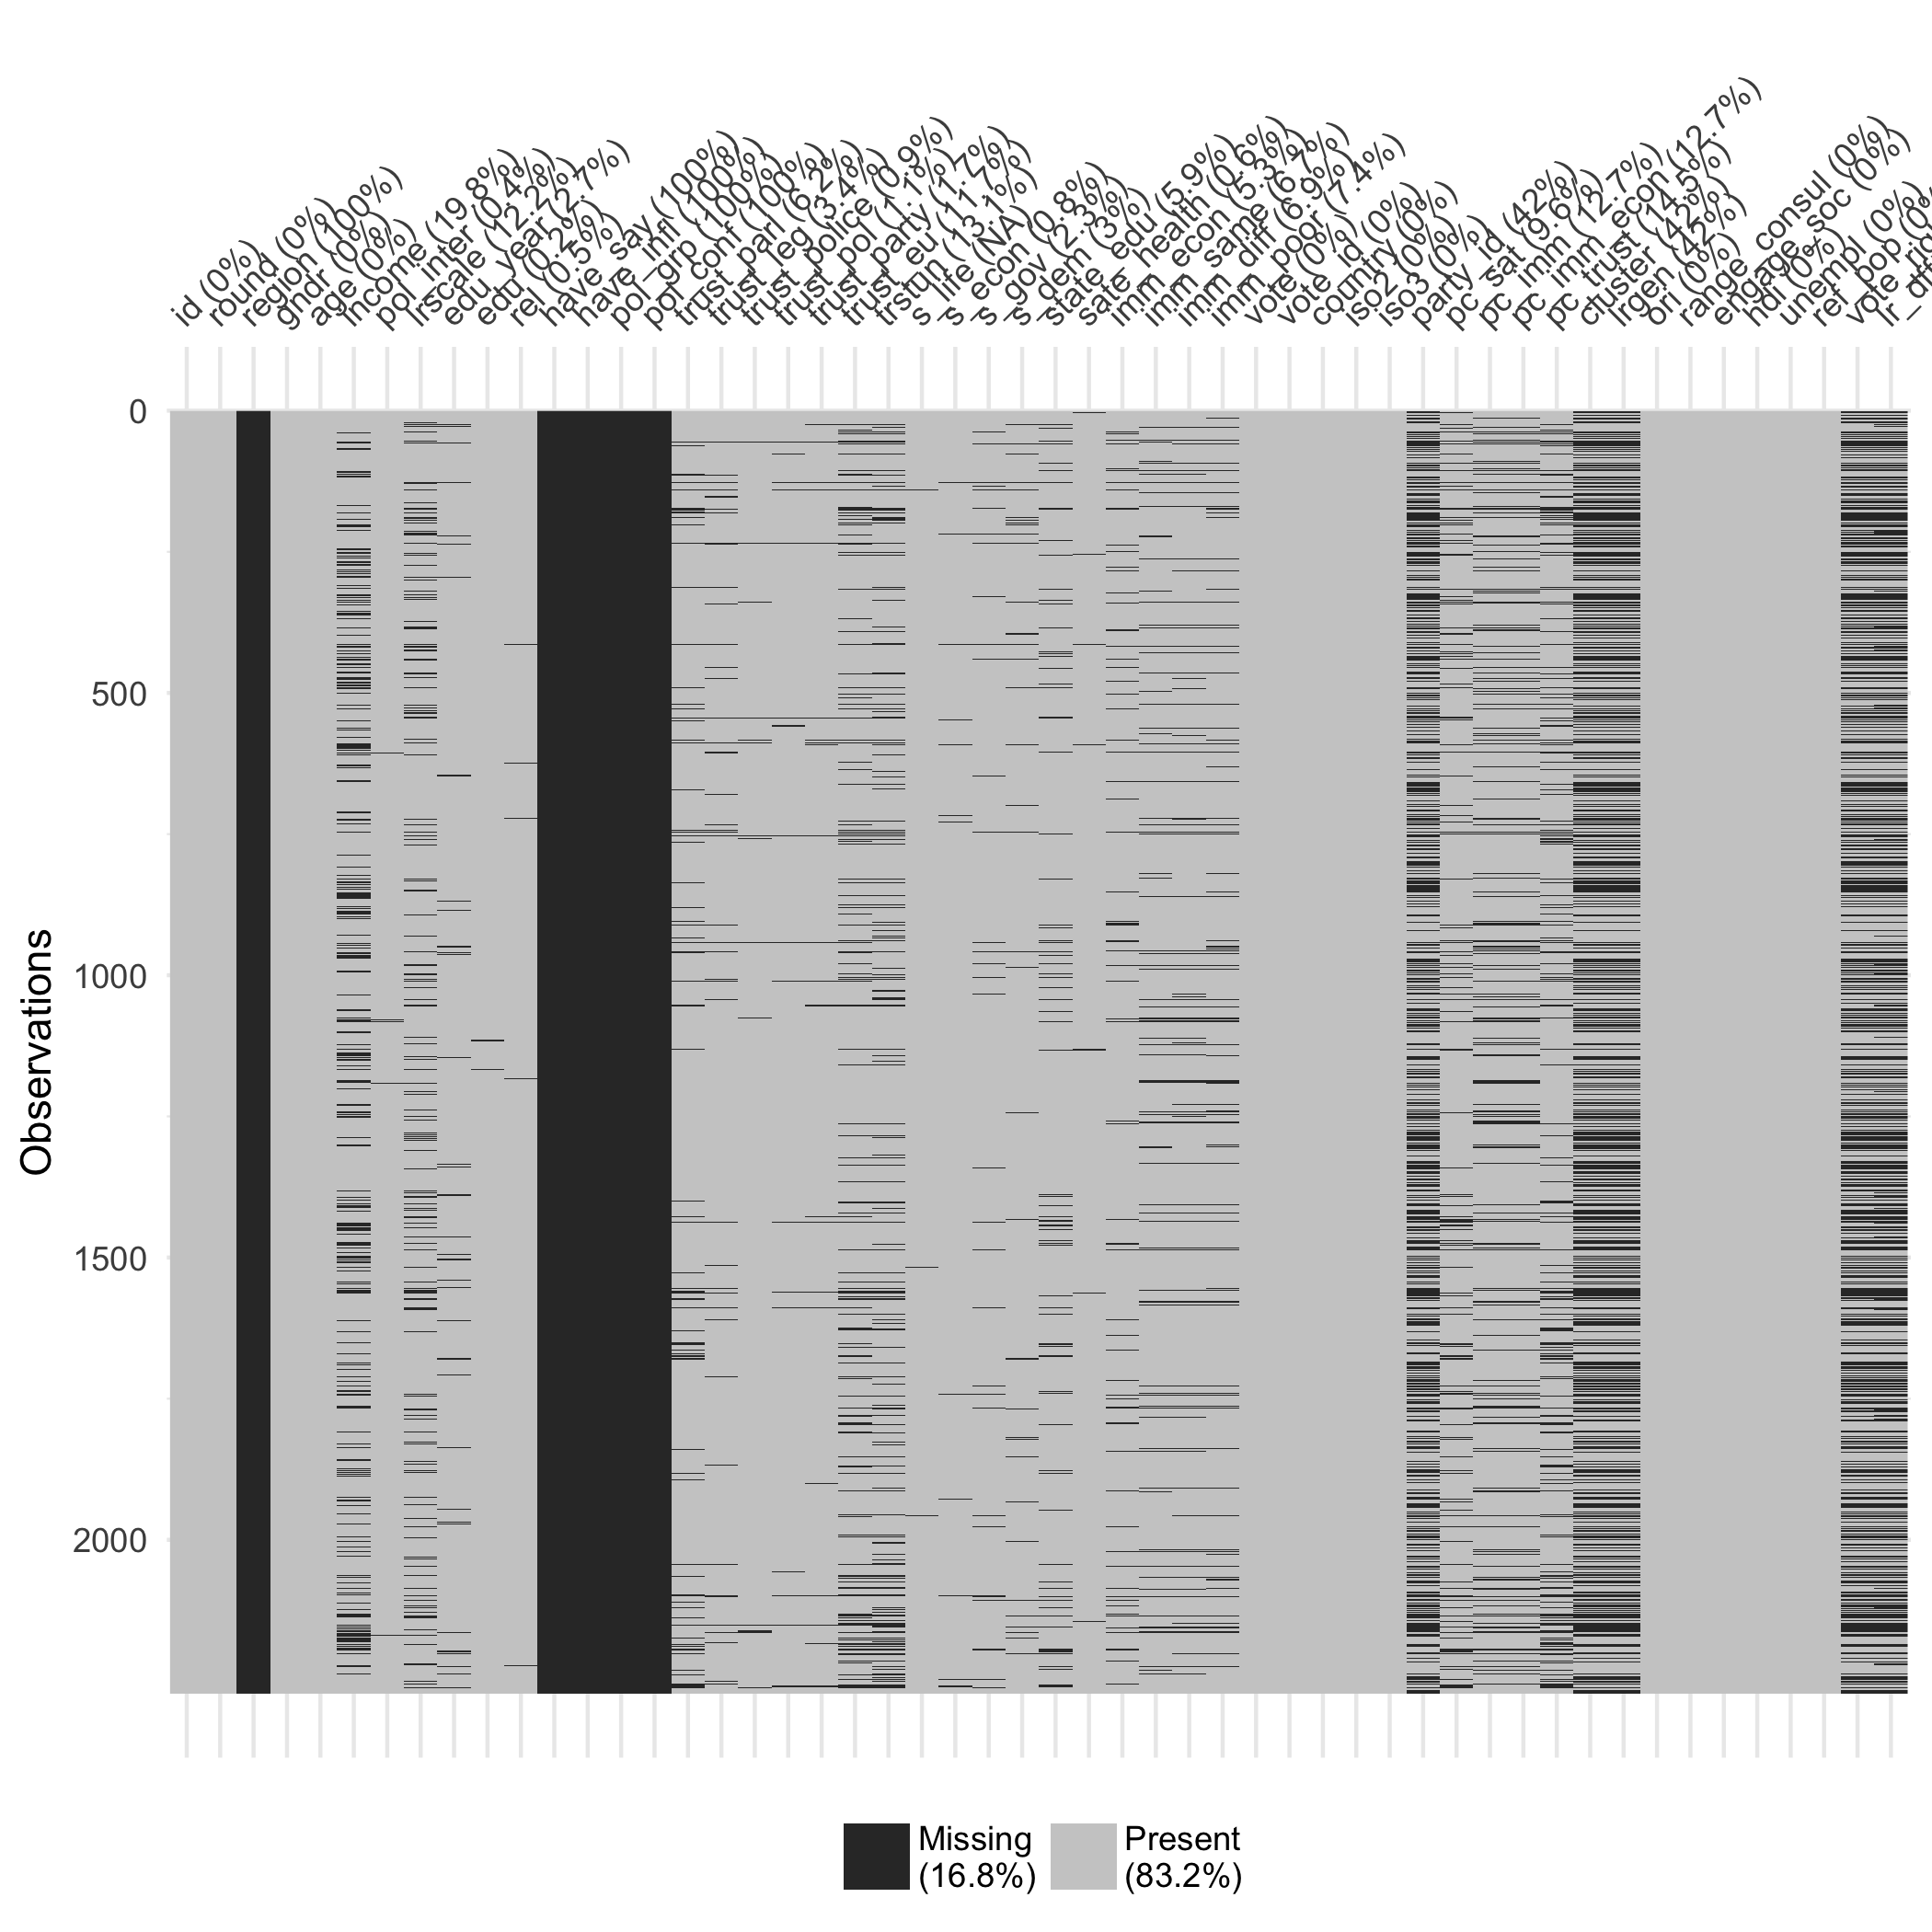 id (0%)
round (0%)
region (100%)
gndr (0%)
age (0%)
income (19.8%)
pol_inter (0.4%)
lrscale (12.2%)
edu_year (2.7%)
edu (0.2%)
rel (0.5%)
have_say (100%)
have_infl (100%)
pol_grp (100%)
pol_conf (100%)
trust_parl (6.2%)
trust_leg (3.4%)
trust_police (0.9%)
trust_pol (1.1%)
trust_party
trust_eu (11.7%)
trstun (13.1%)
s_life (NA)
s_econ (0.8%)
s_gov (2.3%)
s_dem (3%)
state_edu (5.9%)
health (0.6%)
imm_econ (5.3%)
imm_same (6.7%)
imm_diff (6.9%)
imm_poor (7.4%)
vote (0%)
vote_id (0%)
country (0%)
iso2 (0%)
iso3 (0%)
party_id (42%)
pc_sat (9.6%)
pc_imm (12.7%)
pc_imm_econ (12.7%)
pc_trust (14.5%)
cluster (42%)
lrgen (42%)
ori (0%)
range
engage_soc (0%)
hdi (0%)
unempl (0%)
ref_pop (0%)
vote_rig
lr_diff
0
500
1000
1500
2000
Observations
Missing
(16.8%)
Present
(83.2%)